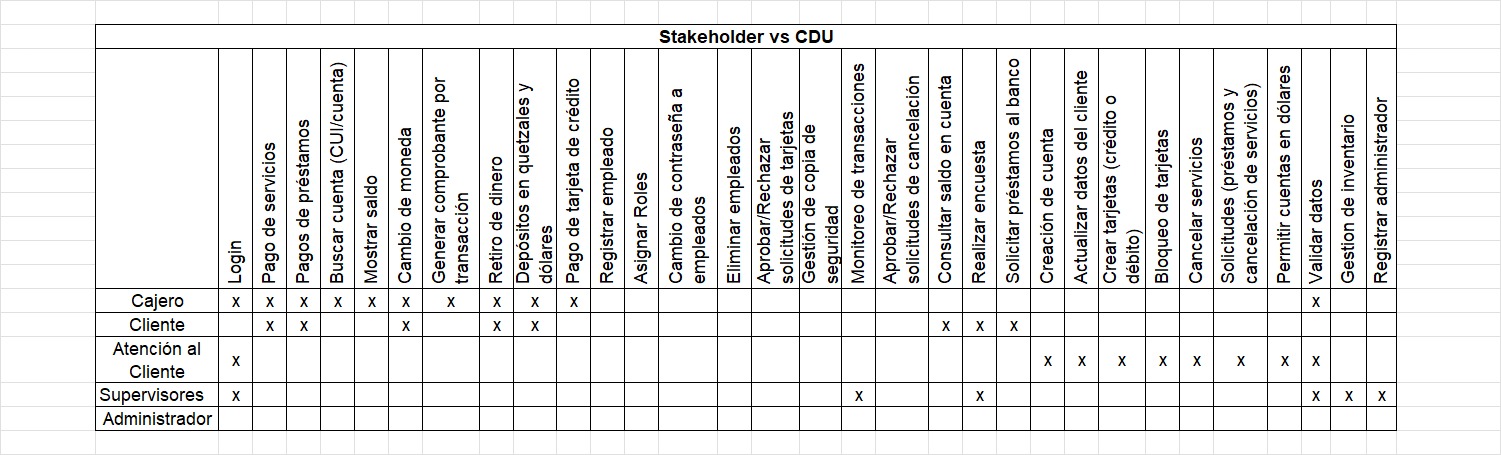 Stakeholder vs CDU
Login
Pago de servicios
Pagos de préstamos
Buscar cuenta (CUI/cuenta)
Mostrar saldo
Cambio de moneda
Generar comprobante por
transacción
Retiro de dinero
Depósitos en quetzales y
dólares
Pago de tarjeta de crédito
Registrar empleado
Asignar Roles
Cambio de contraseña a
empleados
Eliminar empleados
Aprobar/Rechazar
solicitudes de tarjetas
Gestión de copia de
seguridad
Monitoreo de transacciones
Aprobar/Rechazar
solicitudes de cancelación
Consultar saldo en cuenta
Realizar encuesta
Solicitar préstamos al banco
Creación de cuenta
Actualizar datos del cliente
Crear tarjetas (crédito o
débito)
Bloqueo de tarjetas
Cancelar servicios
Solicitudes (préstamos y
cancelación de servicios)
Permitir cuentas en dólares
Validar datos
Gestion de inventario
Registrar administrador
Cajero x x x x x x x x x x x
Cliente x x x x x x x x
Atención al
Cliente x x x x x x x x x
Supervisores x x x x x x
Administrador